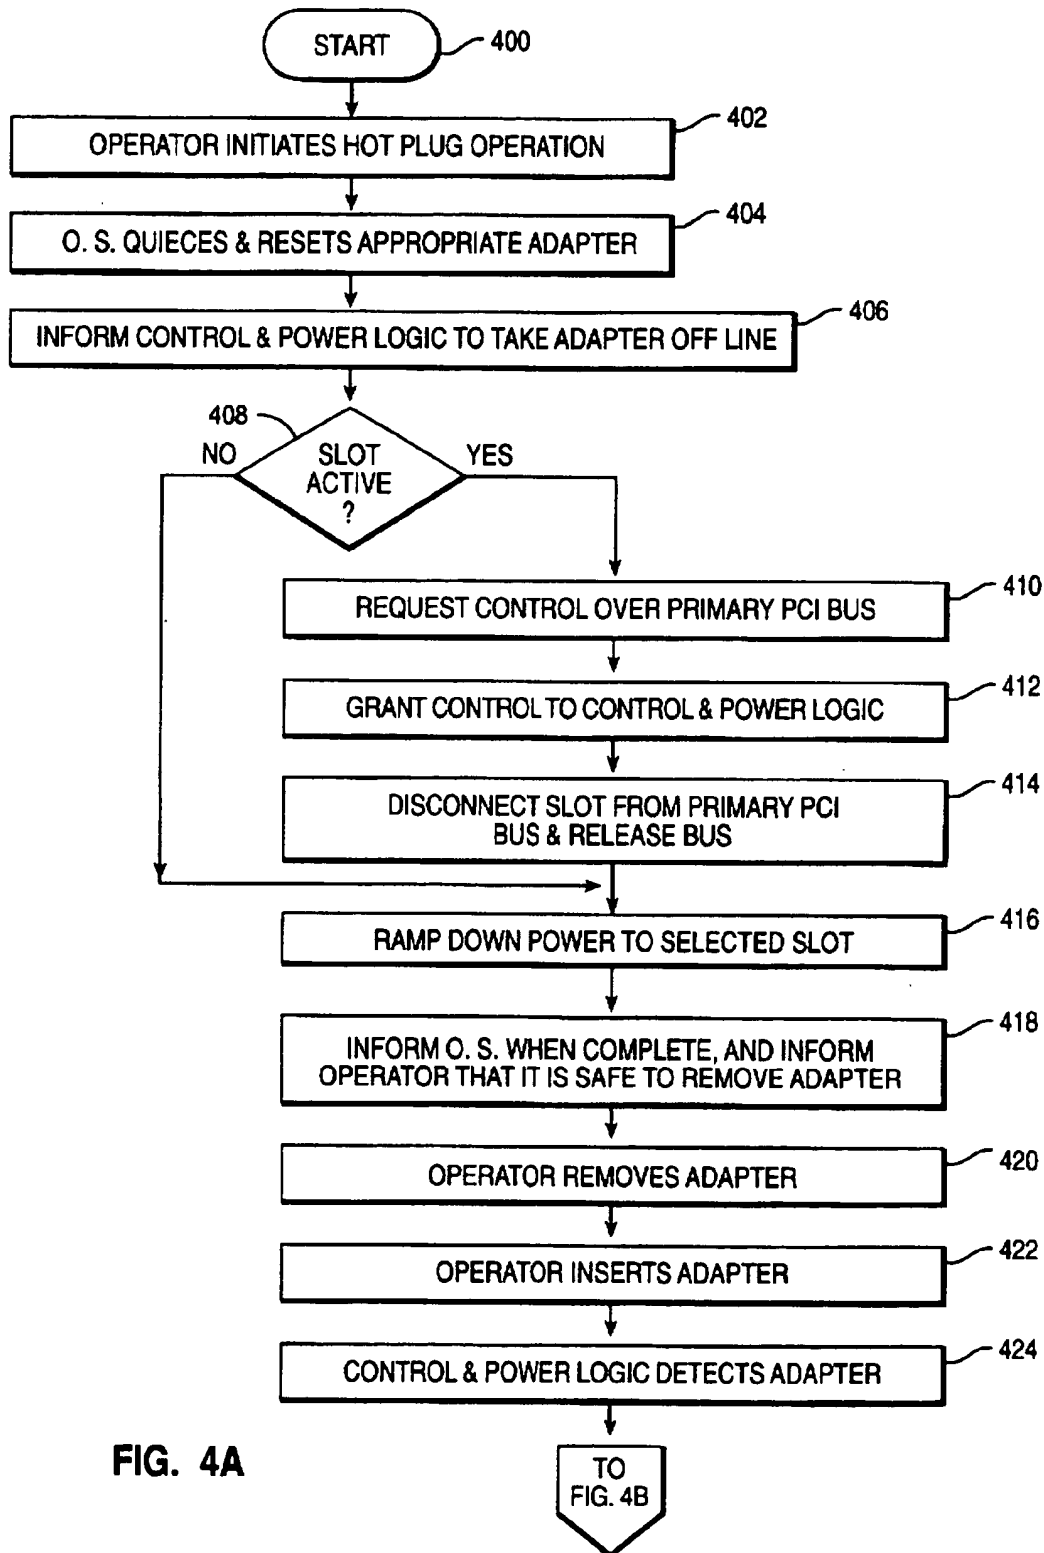 START
400
402
OPERATOR INITIATES HOT PLUG OPERATION
404
O. S. QUIECES & RESETS APPROPRIATE ADAPTER
406
INFORM CONTROL & POWER LOGIC TO TAKE ADAPTER OFF LINE
408
NO
SLOT
ACTIVE
?
YES
410
REQUEST CONTROL OVER PRIMARY PCI BUS
412
GRANT CONTROL TO CONTROL & POWER LOGIC
414
DISCONNECT SLOT FROM PRIMARY PCI
BUS & RELEASE BUS
416
RAMP DOWN POWER TO SELECTED SLOT
418
INFORM O. S. WHEN COMPLETE, AND INFORM
OPERATOR THAT IT IS SAFE TO REMOVE ADAPTER
420
OPERATOR REMOVES ADAPTER
422
OPERATOR INSERTS ADAPTER
424
CONTROL & POWER LOGIC DETECTS ADAPTER
FIG. 4A
TO
FIG. 4B